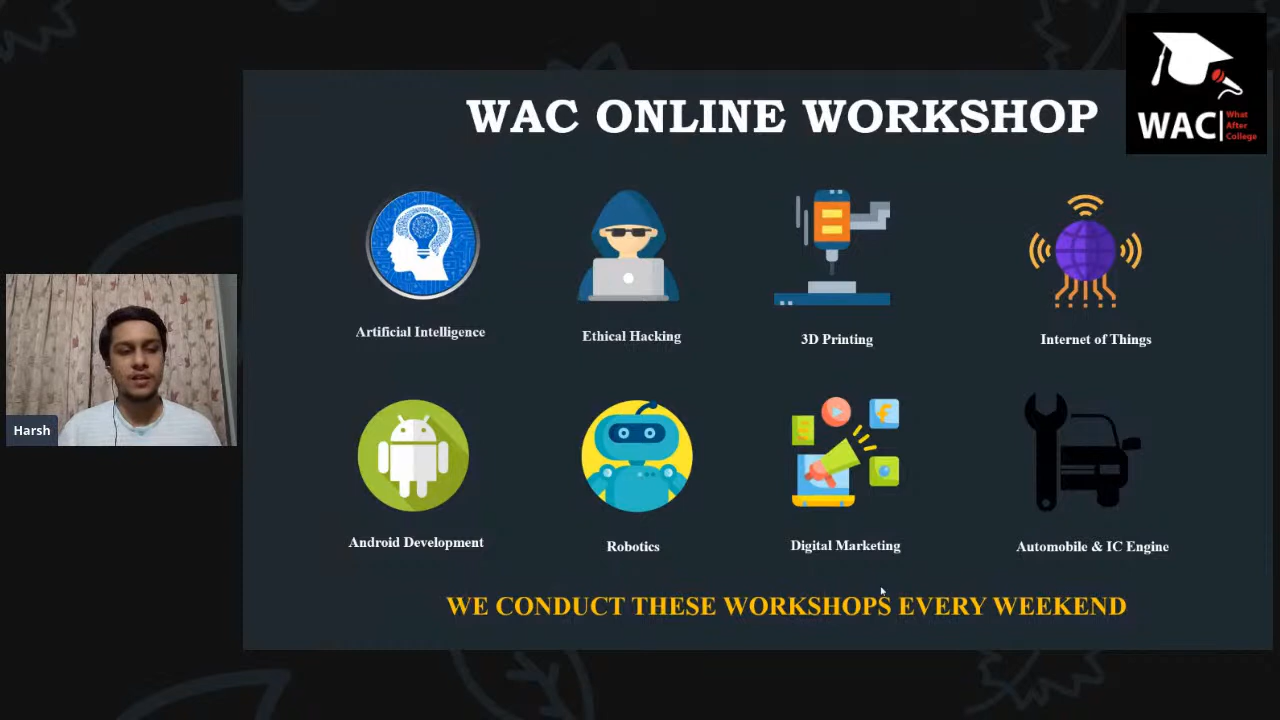 WAC ONLINE WORKSHOP
WAC
What
After
College
Artificial Intelligence
Ethical Hacking
3D Printing
Internet of Things
Harsh
Android Development
Robotics
Digital Marketing
Automobile & IC Engine
WE CONDUCT THESE WORKSHOPS EVERY WEEKEND